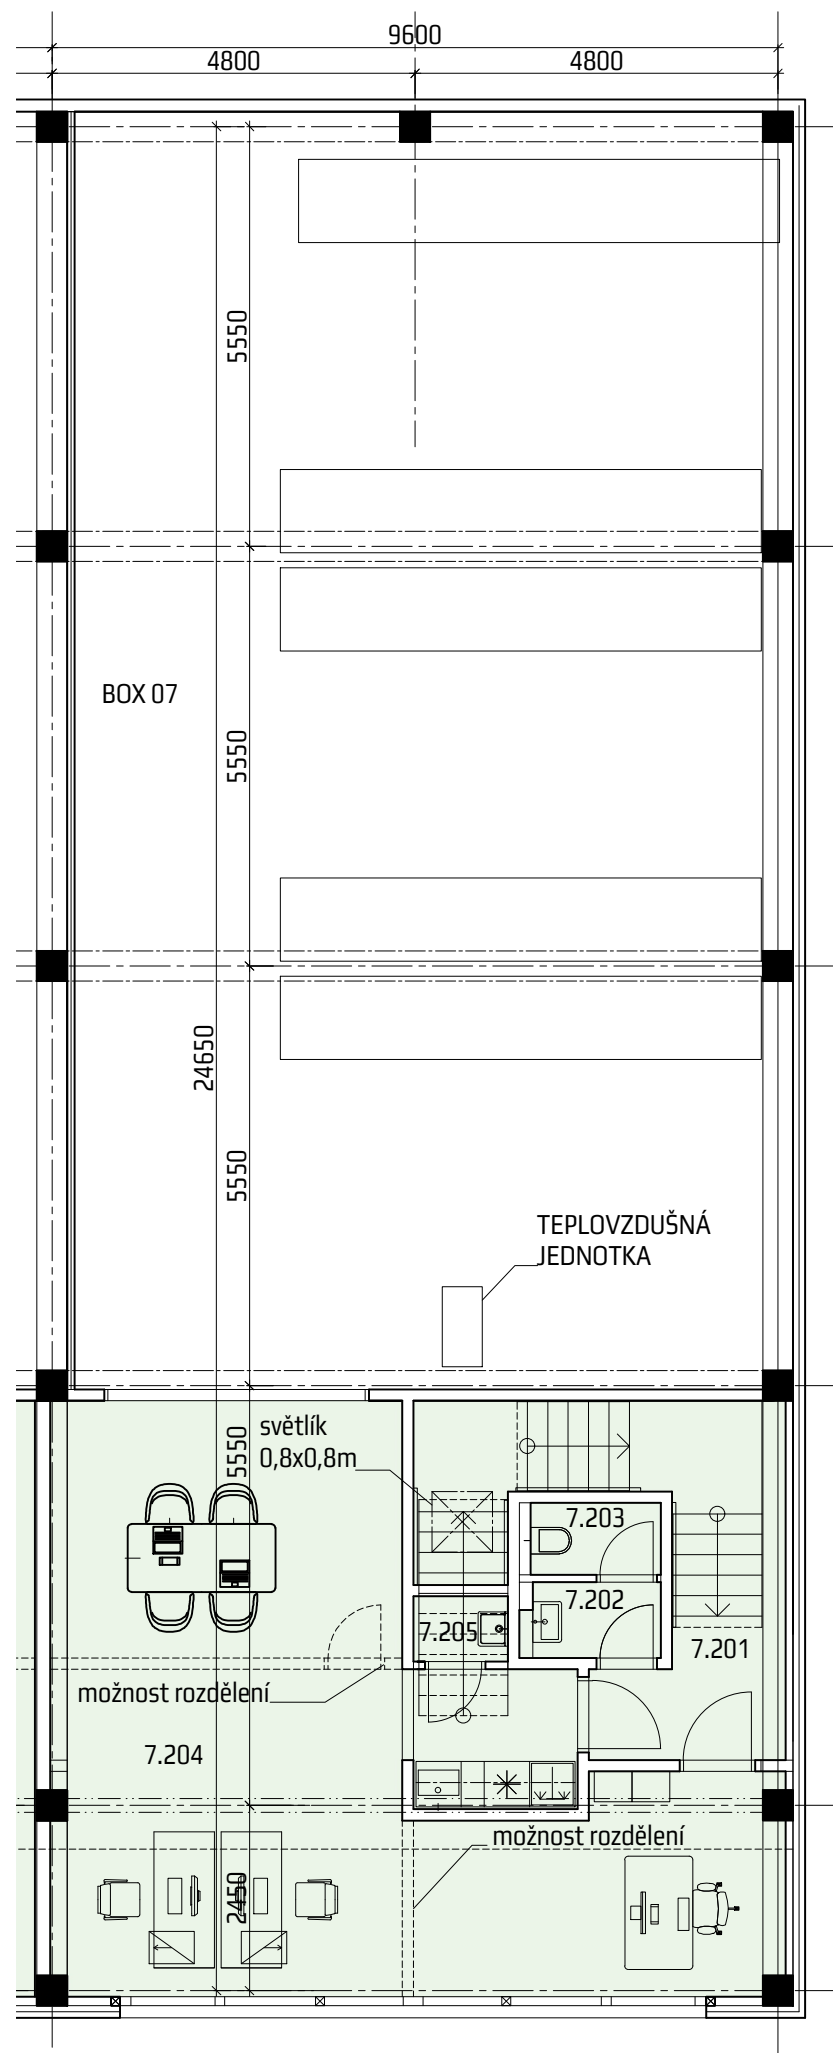 9600
4800 4800
5550
BOX 07
5550
24650
5550
TEPLOVZDUŠNÁ
JEDNOTKA
5550
světlík
0,8x0,8m
7.203
7.202
7.205
7.201
možnost rozdělení
7.204
možnost rozdělení
2450